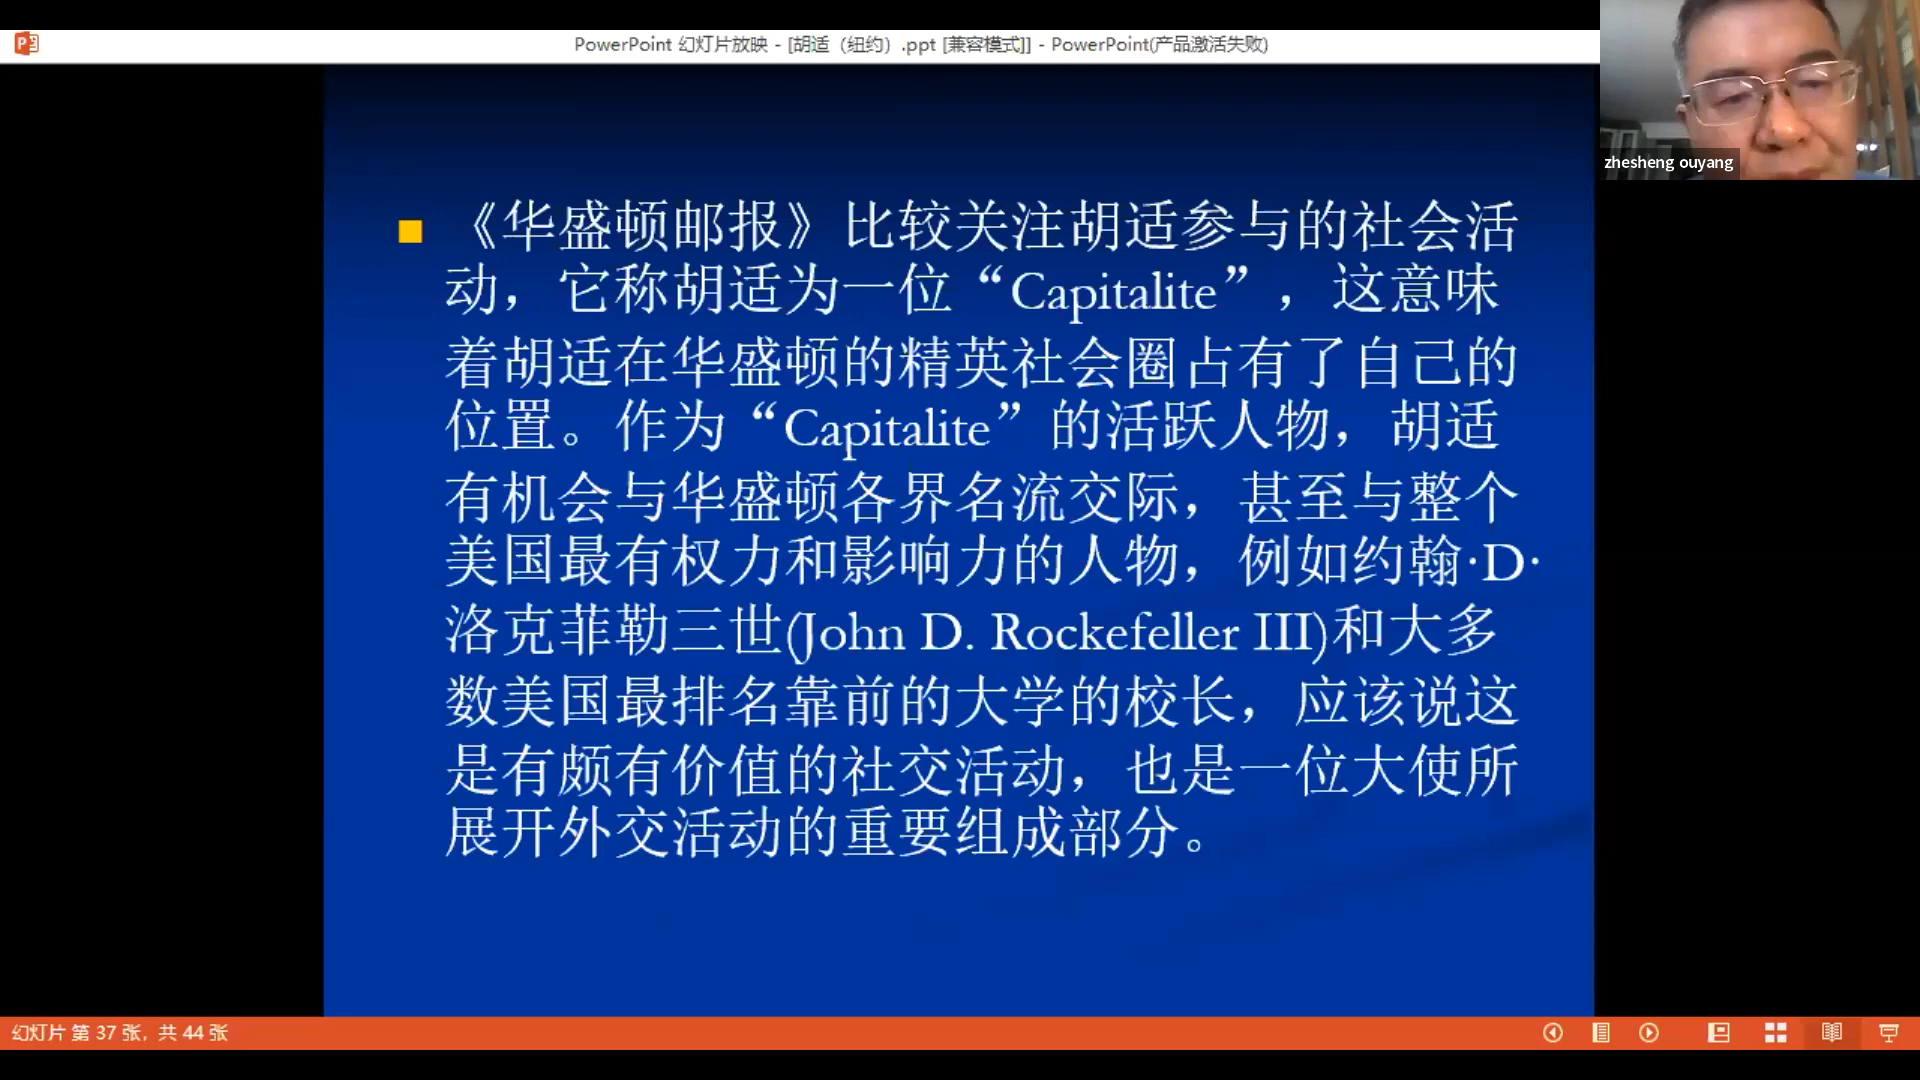 PowerPoint 幻灯片放映 - [胡适（纽约）.ppt [兼容模式]] - PowerPoint(产品激活失败)
zhesheng ouyang
《华盛顿邮报》比较关注胡适参与的社会活
动，它称胡适为一位“Capitalite”，这意味
着胡适在华盛顿的精英社会圈占有了自己的
位置。作为“Capitalite”的活跃人物，胡适
有机会与华盛顿各界名流交际，甚至与整个
美国最有权力和影响力的人物，例如约翰·D·
洛克菲勒三世(John D. Rockefeller III)和大多
数美国最排名靠前的大学的校长，应该说这
是有颇有价值的社交活动，也是一位大使所
展开外交活动的重要组成部分。
幻灯片 第 37 张，共 44 张